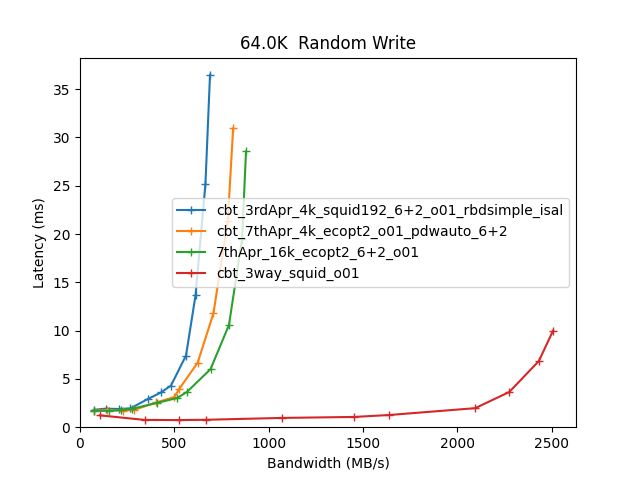 64.0K  Random Write
Latency (ms)
35
30
25
20
15
10
5
0
cbt_3rdApr_4k_squid192_6+2_o01_rbdsimple_isal
cbt_7thApr_4k_ecopt2_o01_pdwauto_6+2
7thApr_16k_ecopt2_6+2_o01
cbt_3way_squid_o01
0 500 1000 1500 2000 2500
Bandwidth (MB/s)